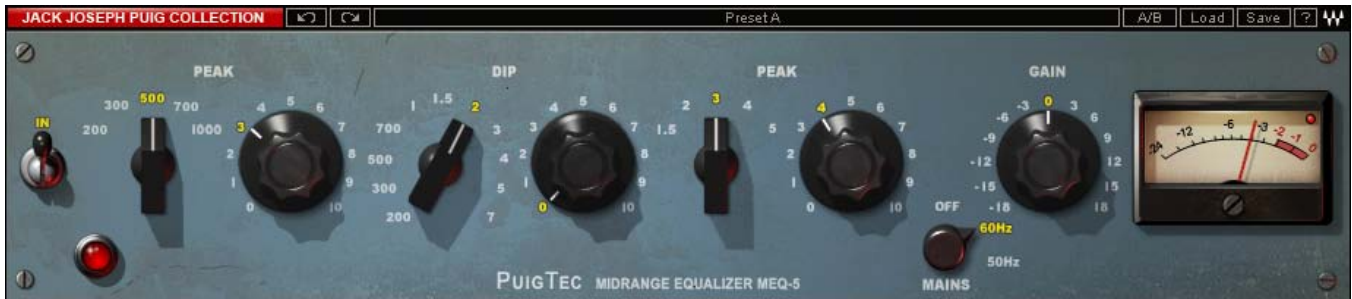 JACK JOSEPH PUIG COLLECTION Preset A A/B Load Save ?
PEAK DIP PEAK GAIN
IN
200 300 500 700 1000
0 1 2 3 4 5 6 7 8 9 10
200 300 500 700 1 1.5 2 3 4 5 7
0 1 2 3 4 5 6 7 8 9 10
1.5 2 3 4 5
0 1 2 3 4 5 6 7 8 9 10
-18 -15 -12 -9 -6 -3 0 3 6 9 12 15 18
-24 -12 -6 -3 -2 -1 0
OFF
60Hz
50Hz
MAINS
PUIGTEC MIDRANGE EQUALIZER MEQ-5